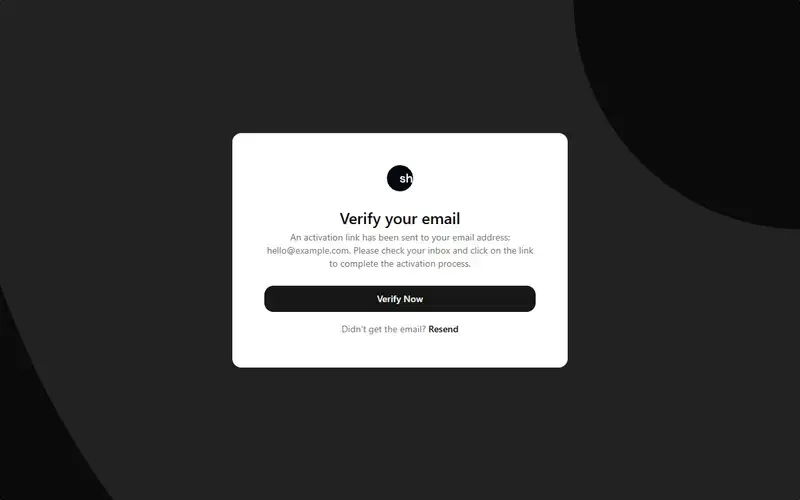 sh
Verify your email
An activation link has been sent to your email address:
hello@example.com. Please check your inbox and click on the link
to complete the activation process.
Verify Now
Didn't get the email? Resend